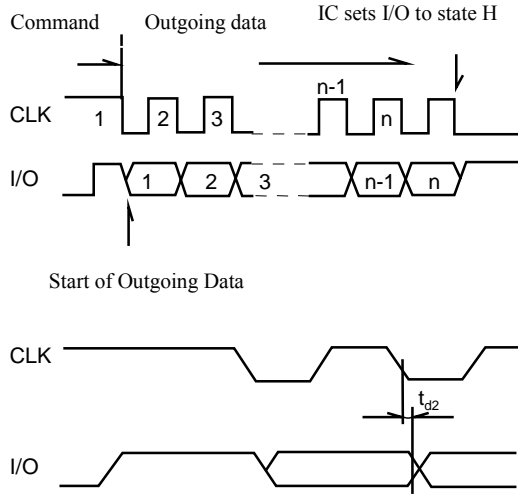 Command Outgoing data IC sets I/O to state H
CLK 1 2 3 n-1 n
I/O 1 2 3 n-1 n
Start of Outgoing Data
CLK
td2
I/O